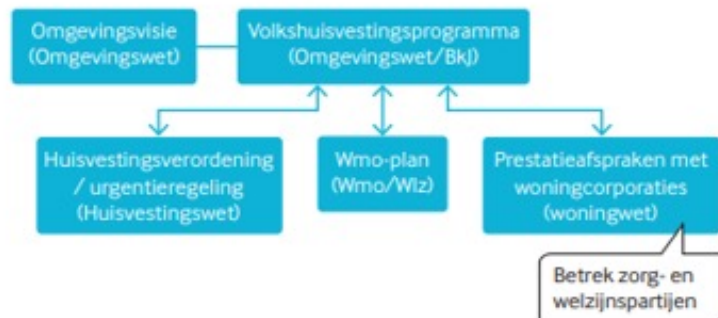 Omgevingsvisie
(Omgevingswet)
Volkshuisvestingsprogramma
(Omgevingswet/BkJ)
Huisvestingsverordening
/ urgentieregeling
(Huisvestingswet)
Wmo-plan
(Wmo/Wlz)
Prestatieafspraken met
woningcorporaties
(woningwet)
Betrek zorg- en
welzijnspartijen